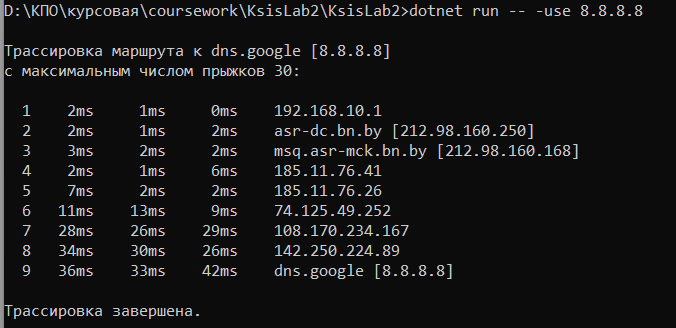 D:\КПО\курсовая\coursework\KsisLab2\KsisLab2>dotnet run -- -use 8.8.8.8
Трассировка маршрута к dns.google [8.8.8.8]
с максимальным числом прыжков 30:
1 2ms 1ms 0ms 192.168.10.1
2 2ms 1ms 2ms asr-dc.bn.by [212.98.160.250]
3 3ms 2ms 2ms msq.asr-mck.bn.by [212.98.160.168]
4 2ms 1ms 6ms 185.11.76.41
5 7ms 2ms 2ms 185.11.76.26
6 11ms 13ms 9ms 74.125.49.252
7 28ms 26ms 29ms 108.170.234.167
8 34ms 30ms 26ms 142.250.224.89
9 36ms 33ms 42ms dns.google [8.8.8.8]
Трассировка завершена.